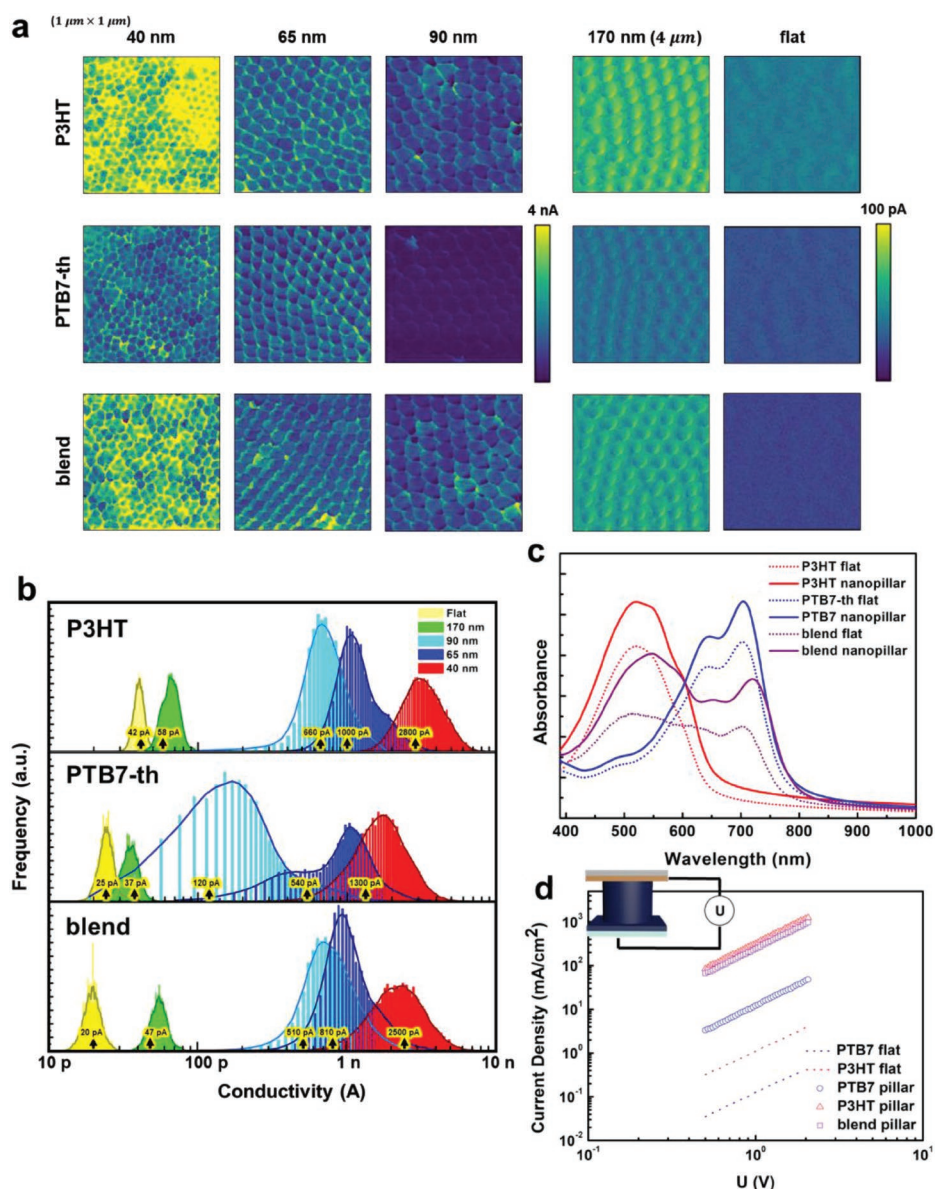 a
(1 μm × 1 μm)
40 nm 65 nm 90 nm 170 nm (4 μm) flat
P3HT
PTB7-th
blend
4 nA
100 pA
b
P3HT
Flat
170 nm
90 nm
65 nm
40 nm
42 pA 58 pA 660 pA 1000 pA 2800 pA
PTB7-th
25 pA 37 pA 120 pA 540 pA 1300 pA
blend
20 pA 47 pA 510 pA 810 pA 2500 pA
10 p 100 p 1 n 10 n
Conductivity (A)
Frequency (a.u.)
c
P3HT flat
P3HT nanopillar
PTB7-th flat
PTB7 nanopillar
blend flat
blend nanopillar
Absorbance
400 500 600 700 800 900 1000
Wavelength (nm)
d
U
Current Density (mA/cm²)
10³
10²
10¹
10⁰
10⁻¹
10⁻²
PTB7 flat
P3HT flat
PTB7 pillar
P3HT pillar
blend pillar
10⁻¹ 10⁰ 10¹
U (V)